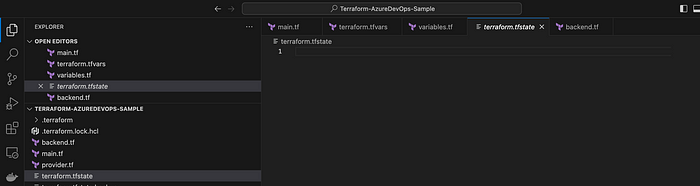 Terraform-AzureDevOps-Sample
EXPLORER
OPEN EDITORS
main.tf
terraform.tfvars
variables.tf
terraform.tfstate
backend.tf
TERRAFORM-AZUREDEVOPS-SAMPLE
.terraform
.terraform.lock.hcl
backend.tf
main.tf
provider.tf
terraform.tfstate
main.tf
terraform.tfvars
variables.tf
terraform.tfstate
backend.tf
terraform.tfstate
1